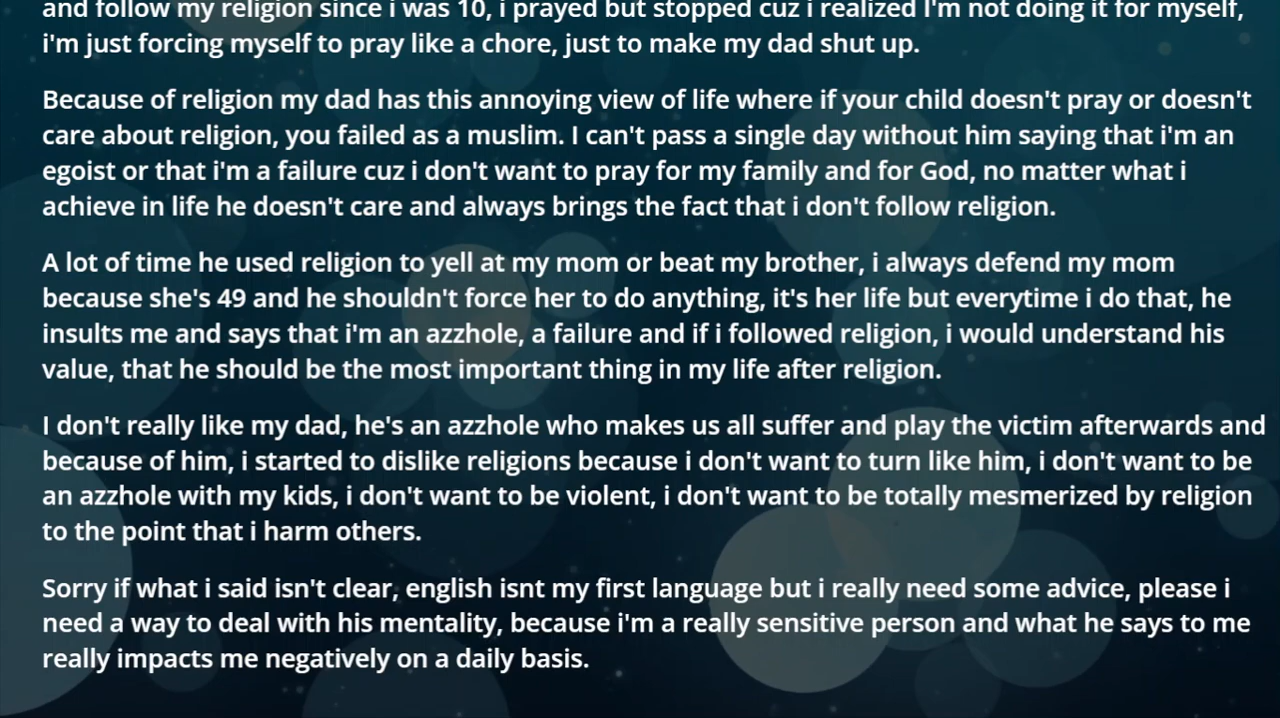 and follow my religion since i was 10, i prayed but stopped cuz i realized I'm not doing it for myself,
i'm just forcing myself to pray like a chore, just to make my dad shut up.
Because of religion my dad has this annoying view of life where if your child doesn't pray or doesn't
care about religion, you failed as a muslim. I can't pass a single day without him saying that i'm an
egoist or that i'm a failure cuz i don't want to pray for my family and for God, no matter what i
achieve in life he doesn't care and always brings the fact that i don't follow religion.
A lot of time he used religion to yell at my mom or beat my brother, i always defend my mom
because she's 49 and he shouldn't force her to do anything, it's her life but everytime i do that, he
insults me and says that i'm an azzhole, a failure and if i followed religion, i would understand his
value, that he should be the most important thing in my life after religion.
I don't really like my dad, he's an azzhole who makes us all suffer and play the victim afterwards and
because of him, i started to dislike religions because i don't want to turn like him, i don't want to be
an azzhole with my kids, i don't want to be violent, i don't want to be totally mesmerized by religion
to the point that i harm others.
Sorry if what i said isn't clear, english isnt my first language but i really need some advice, please i
need a way to deal with his mentality, because i'm a really sensitive person and what he says to me
really impacts me negatively on a daily basis.